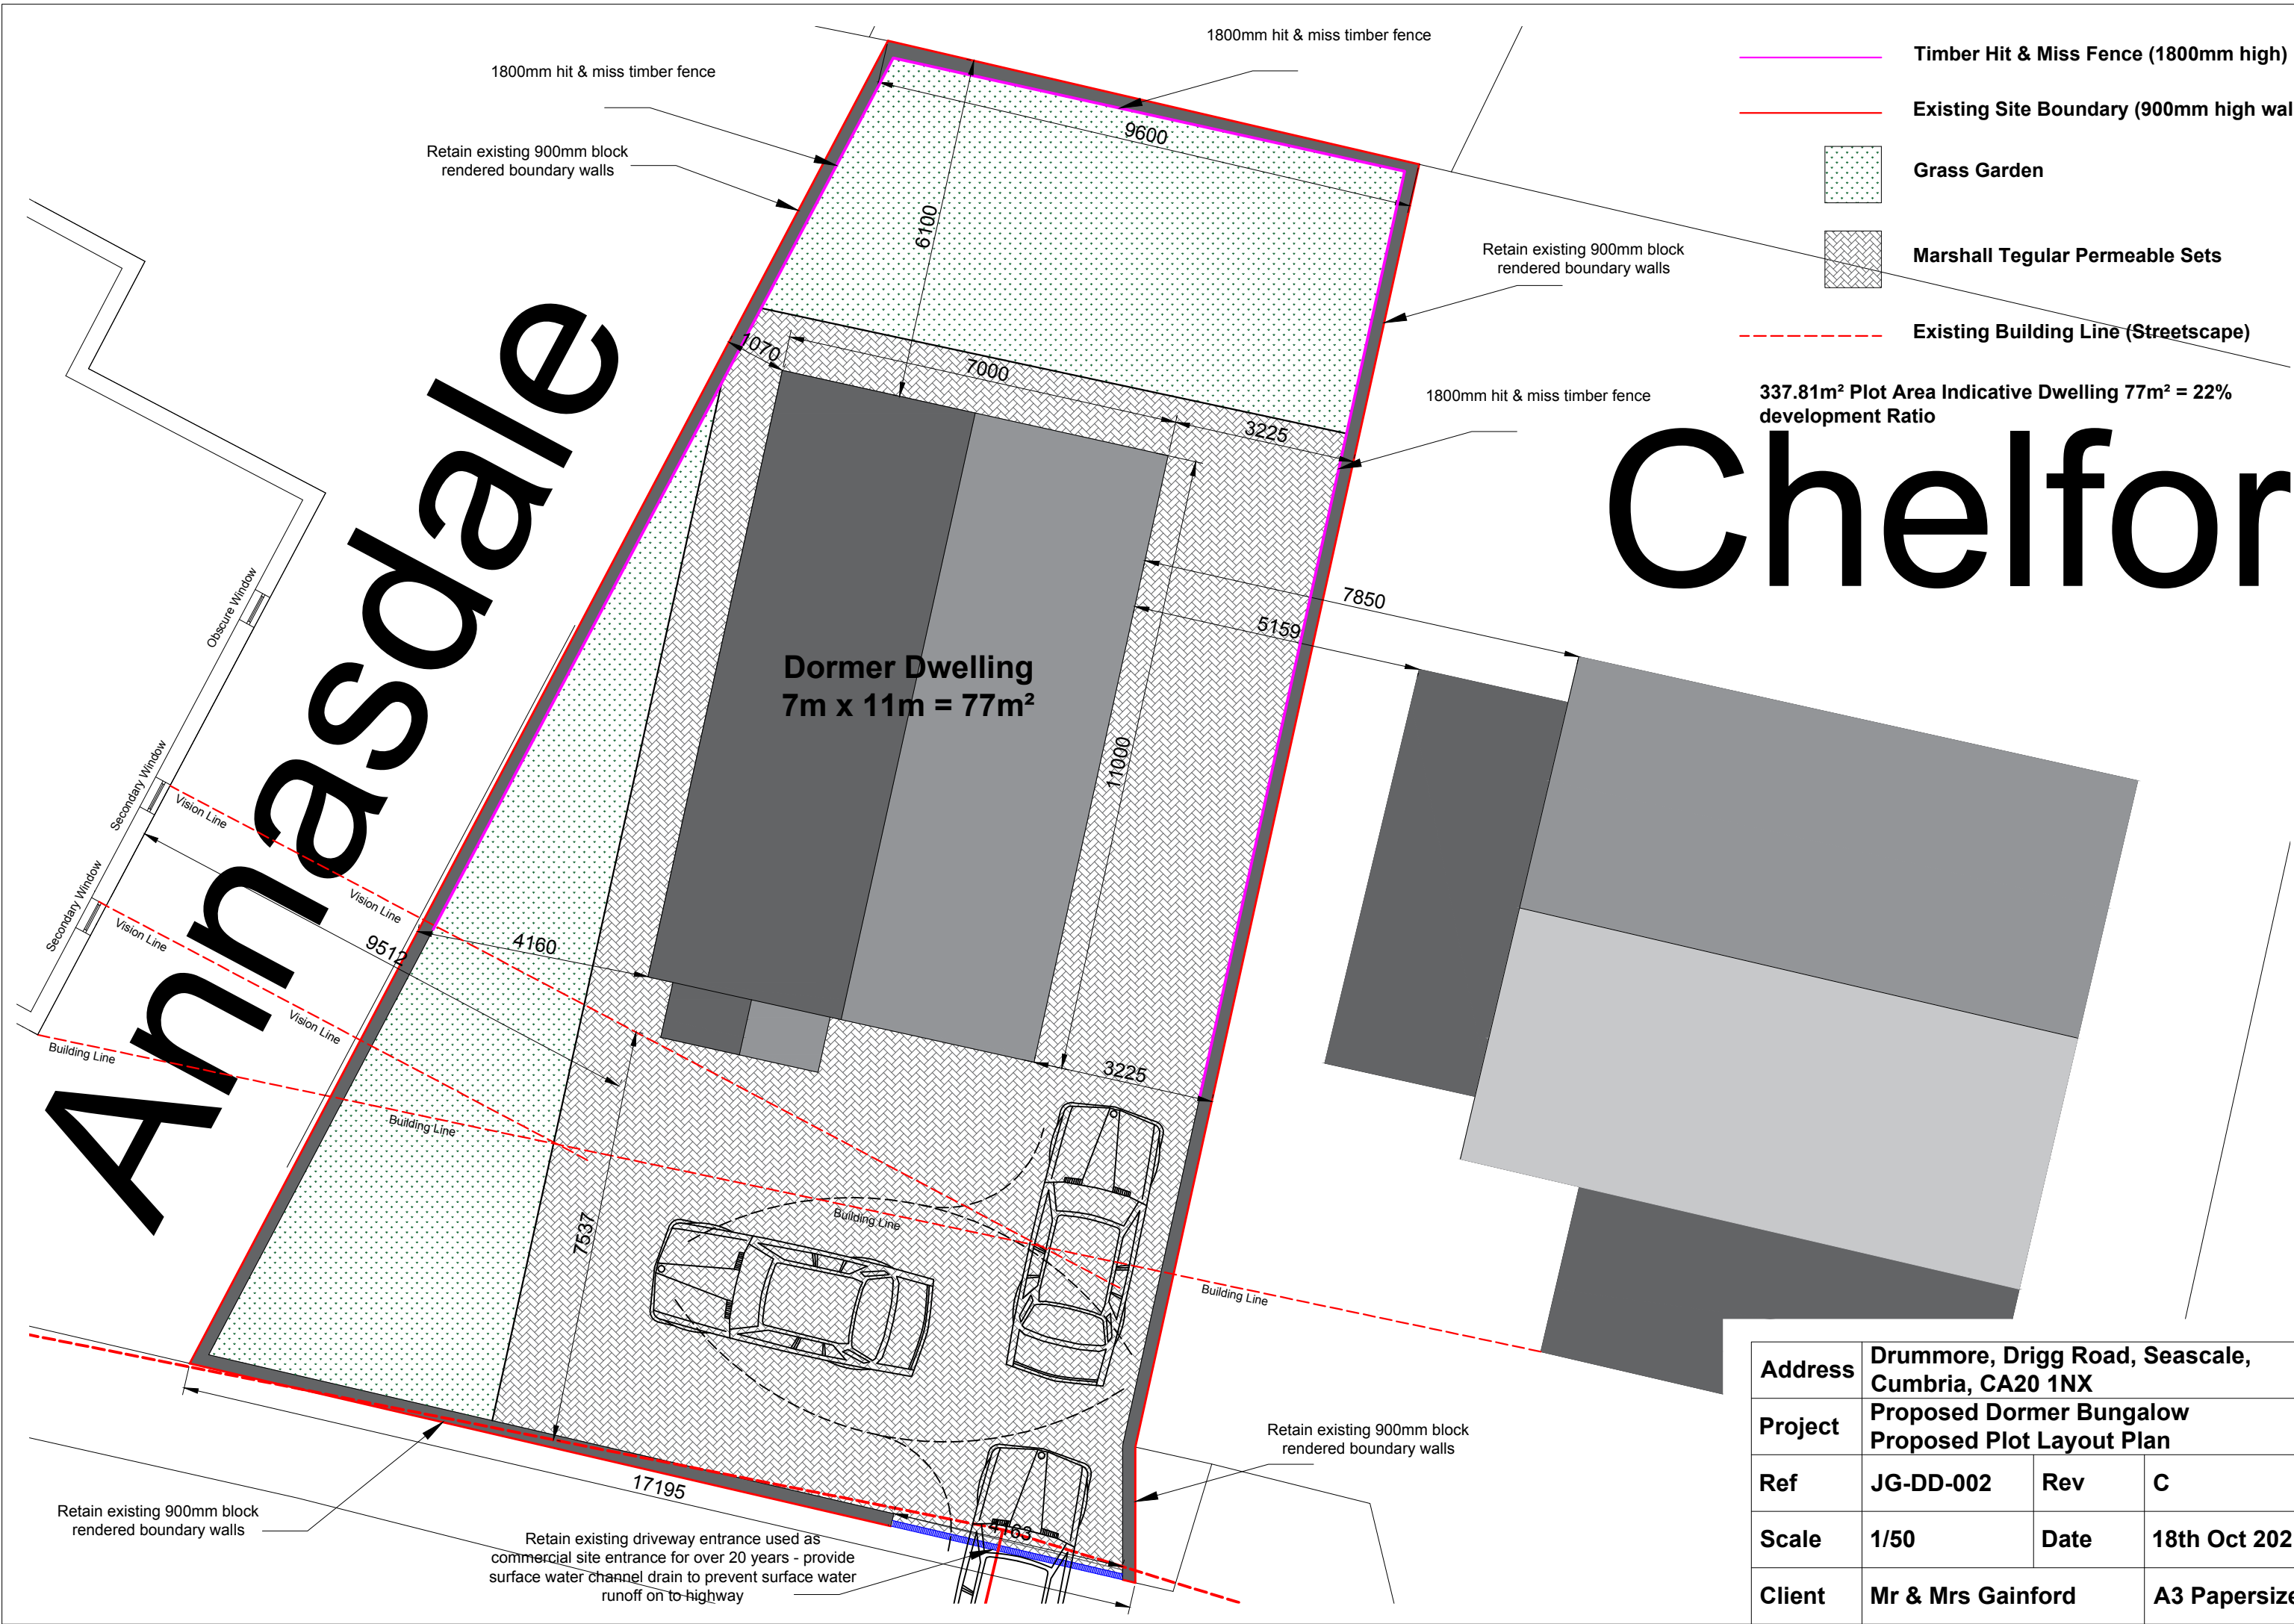 1800mm hit & miss timber fence
1800mm hit & miss timber fence
Retain existing 900mm block
rendered boundary walls
9600
6100
Retain existing 900mm block
rendered boundary walls
1070
7000
3225
1800mm hit & miss timber fence
Timber Hit & Miss Fence (1800mm high)
Existing Site Boundary (900mm high wal
Grass Garden
Marshall Tegular Permeable Sets
Existing Building Line (Streetscape)
337.81m² Plot Area Indicative Dwelling 77m² = 22%
development Ratio
Chelfor
Annasdale
Obscure Window
Secondary Window
Secondary Window
Vision Line
Vision Line
Vision Line
Vision Line
Building Line
Building Line
Building Line
Building Line
9512
4160
Dormer Dwelling
7m x 11m = 77m²
11000
7850
5159
3225
7537
17195
4163
Retain existing 900mm block
rendered boundary walls
Retain existing driveway entrance used as
commercial site entrance for over 20 years - provide
surface water channel drain to prevent surface water
runoff on to highway
Retain existing 900mm block
rendered boundary walls
Address Drummore, Drigg Road, Seascale,
Cumbria, CA20 1NX
Project Proposed Dormer Bungalow
Proposed Plot Layout Plan
Ref JG-DD-002 Rev C
Scale 1/50 Date 18th Oct 202
Client Mr & Mrs Gainford A3 Papersize